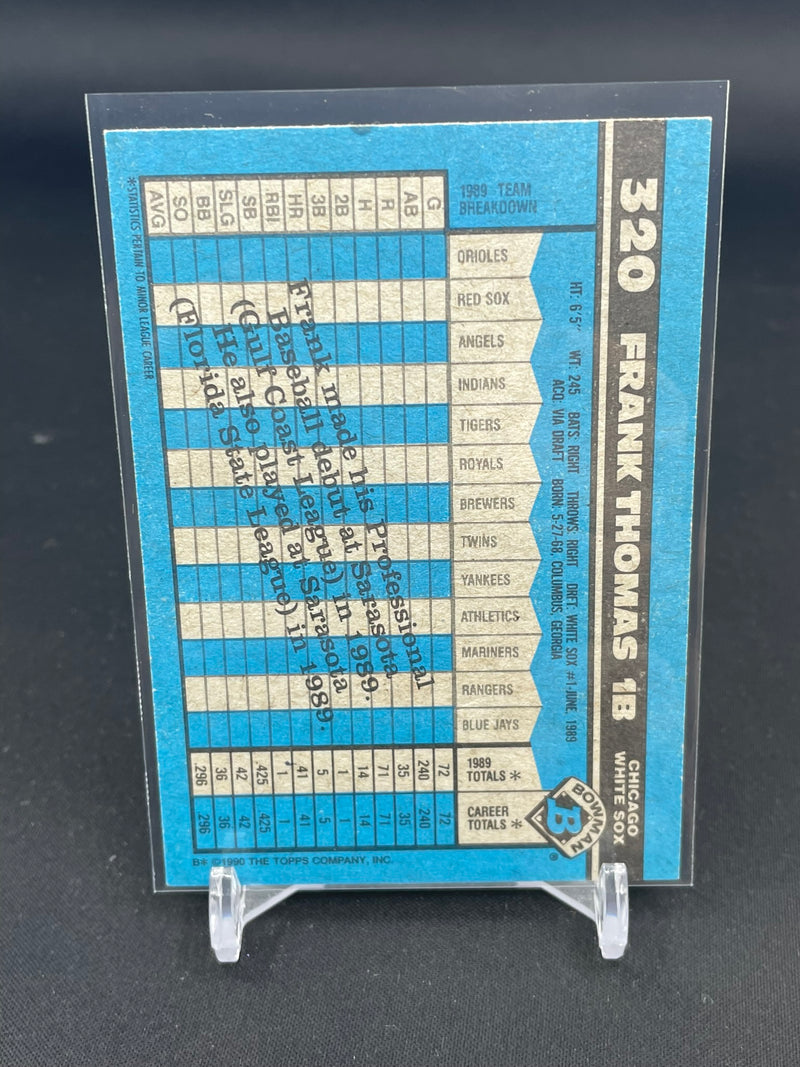 320 FRANK THOMAS 1B
CHICAGO
WHITE SOX
HT: 6'5" WT: 245 BATS: RIGHT THROWS: RIGHT DRFT: WHITE SOX #1-JUNE 1989
ACQ. VIA DRAFT BORN: 5-27-68, COLUMBUS, GEORGIA
BOWMAN
B
®
1989 TEAM
BREAKDOWN
ORIOLES
RED SOX
ANGELS
INDIANS
TIGERS
ROYALS
BREWERS
TWINS
YANKEES
ATHLETICS
MARINERS
RANGERS
BLUE JAYS
1989
TOTALS *
CAREER
TOTALS *
G 72 72
AB 240 240
R 35 35
H 71 71
2B 14 14
3B 1 1
HR 5 5
RBI 41 41
SB 1 1
SLG .425 .425
BB 42 42
SO 36 36
AVG .296 .296
Frank made his Professional
Baseball debut at Sarasota
(Gulf Coast League) in 1989.
He also played at Sarasota
(Florida State League) in 1989.
*STATISTICS PERTAIN TO MINOR LEAGUE CAREER
B* ©1990 THE TOPPS COMPANY, INC.